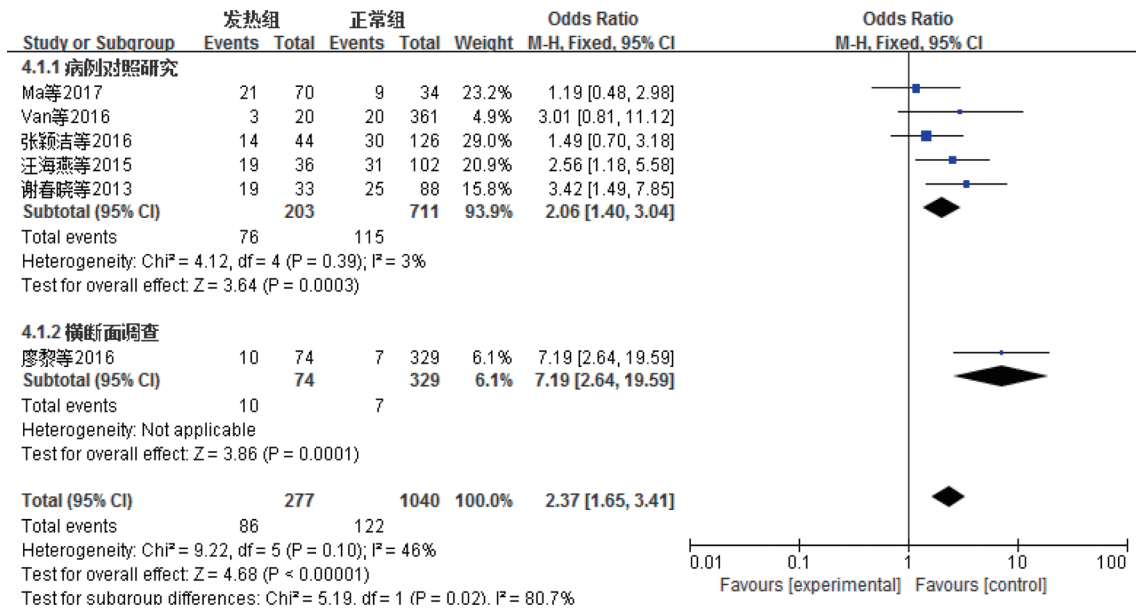 发热组 正常组 Odds Ratio Odds Ratio
Study or Subgroup Events Total Events Total Weight M-H, Fixed, 95% CI M-H, Fixed, 95% CI
4.1.1 病例对照研究
Ma等2017 21 70 9 34 23.2% 1.19 [0.48, 2.98]
Van等2016 3 20 20 361 4.9% 3.01 [0.81, 11.12]
张颖洁等2016 14 44 30 126 29.0% 1.49 [0.70, 3.18]
汪海燕等2015 19 36 31 102 20.9% 2.56 [1.18, 5.58]
谢春晓等2013 19 33 25 88 15.8% 3.42 [1.49, 7.85]
Subtotal (95% CI) 203 711 93.9% 2.06 [1.40, 3.04]
Total events 76 115
Heterogeneity: Chi² = 4.12, df = 4 (P = 0.39); I² = 3%
Test for overall effect: Z = 3.64 (P = 0.0003)
4.1.2 横断面调查
廖黎等2016 10 74 7 329 6.1% 7.19 [2.64, 19.59]
Subtotal (95% CI) 74 329 6.1% 7.19 [2.64, 19.59]
Total events 10 7
Heterogeneity: Not applicable
Test for overall effect: Z = 3.86 (P = 0.0001)
Total (95% CI) 277 1040 100.0% 2.37 [1.65, 3.41]
Total events 86 122
Heterogeneity: Chi² = 9.22, df = 5 (P = 0.10); I² = 46%
Test for overall effect: Z = 4.68 (P < 0.00001)
Test for subgroup differences: Chi² = 5.19, df = 1 (P = 0.02), I² = 80.7%
0.01 0.1 1 10 100
Favours [experimental] Favours [control]